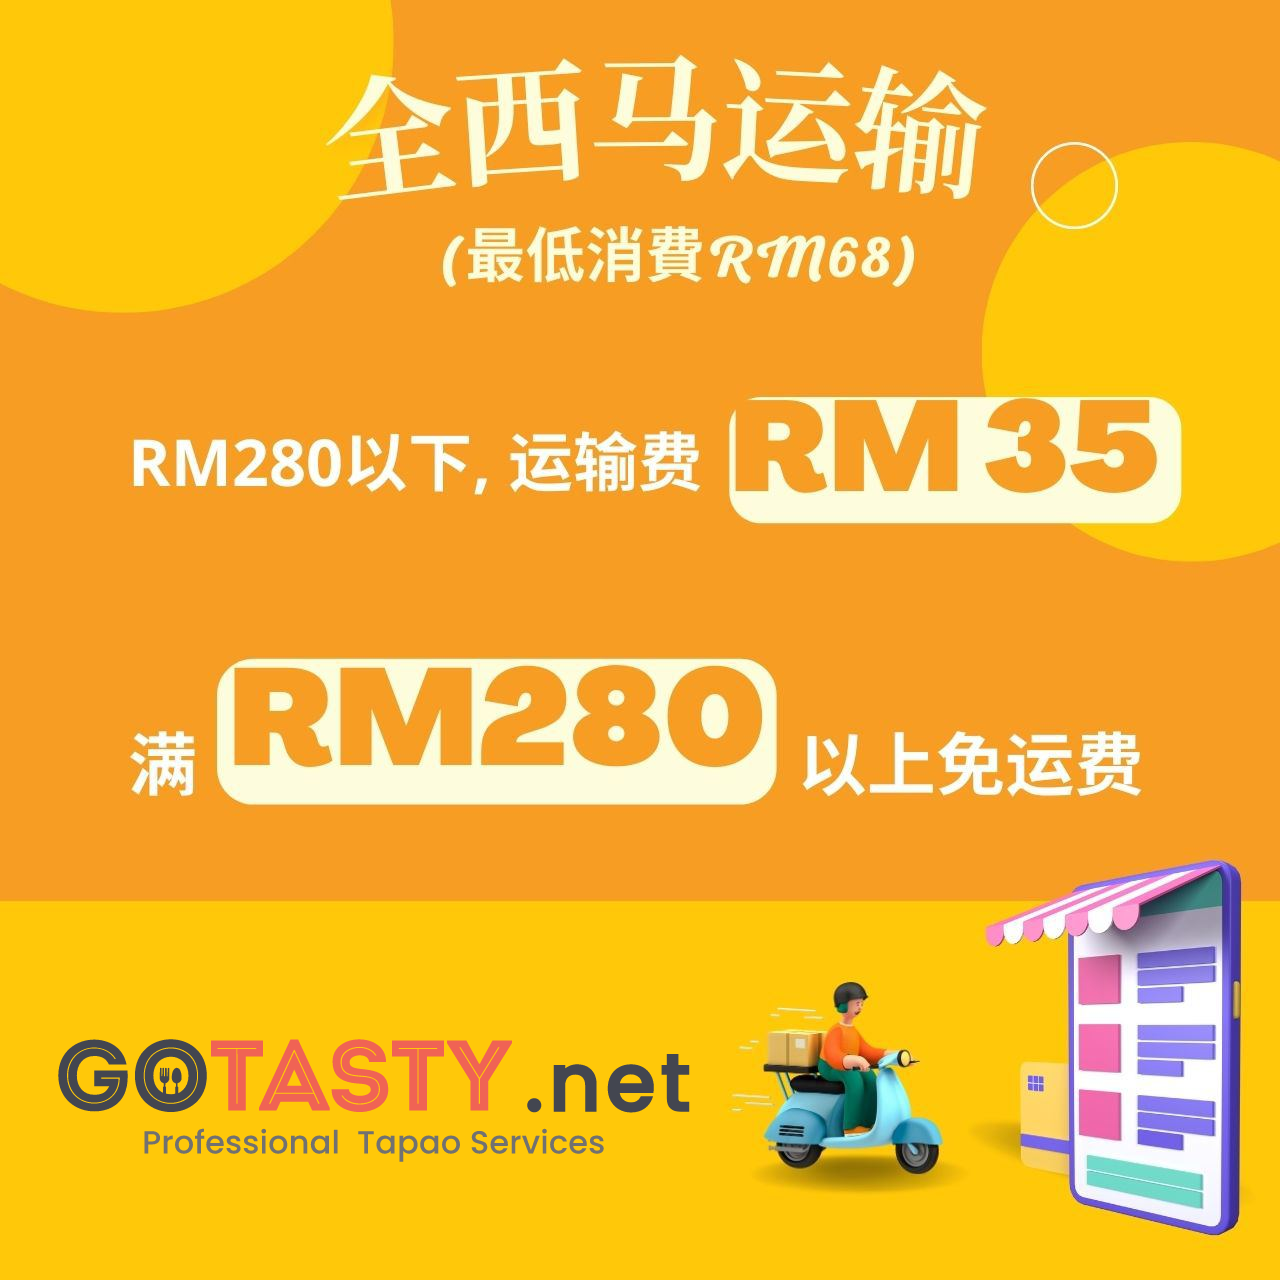 全西马运输
(最低消費RM68)
RM280以下, 运输费 RM 35
满 RM280 以上免运费
GOTASTY.net
Professional Tapao Services